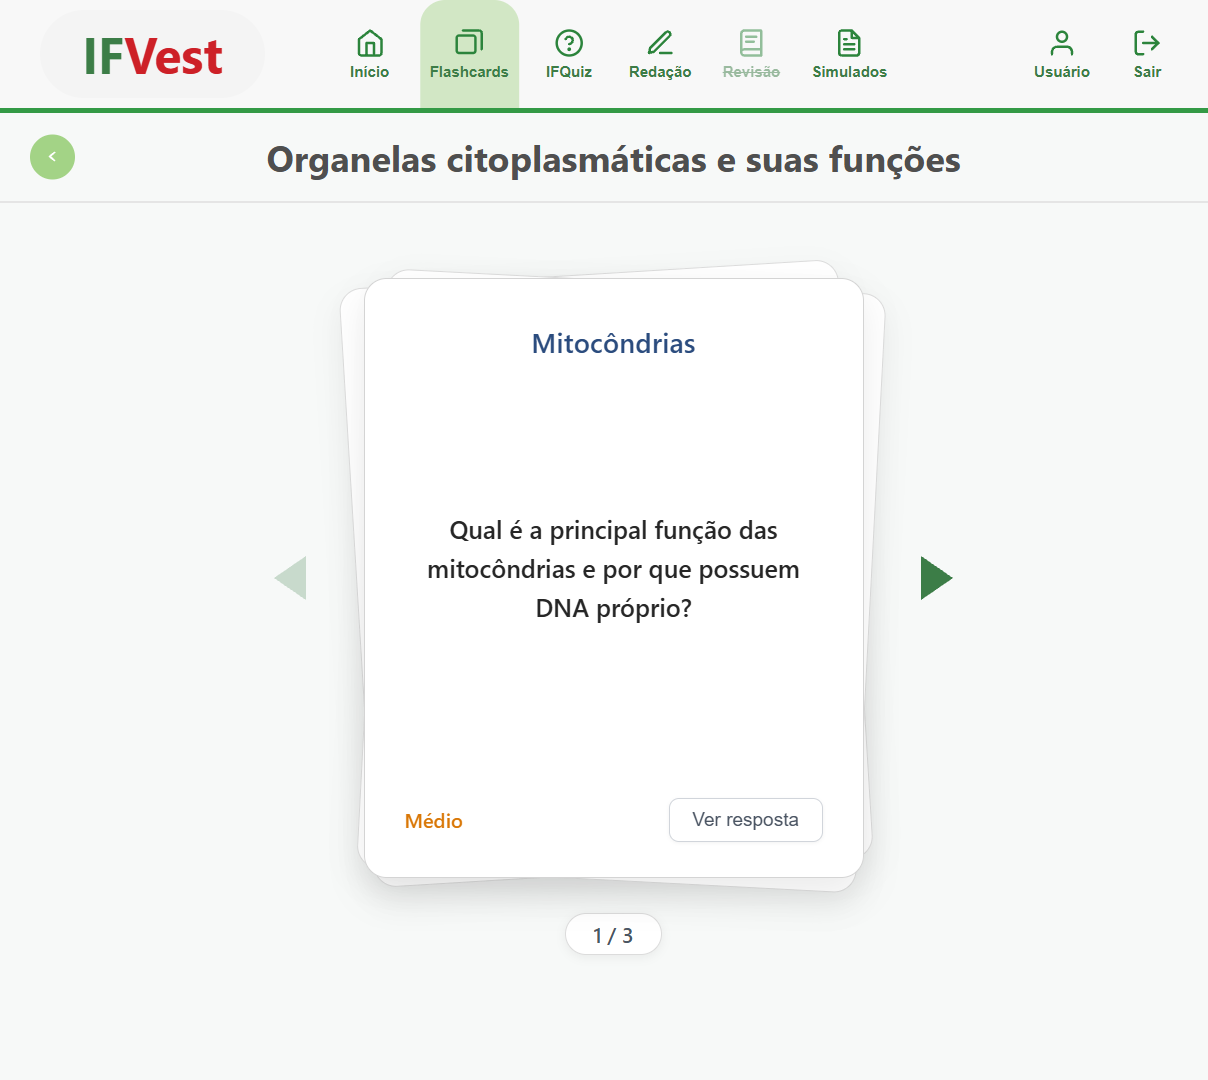 IFVest
Início
Flashcards
IFQuiz
Redação
Revisão
Simulados
Usuário
Sair
<
Organelas citoplasmáticas e suas funções
Mitocôndrias
Qual é a principal função das
mitocôndrias e por que possuem
DNA próprio?
Médio
Ver resposta
1 / 3